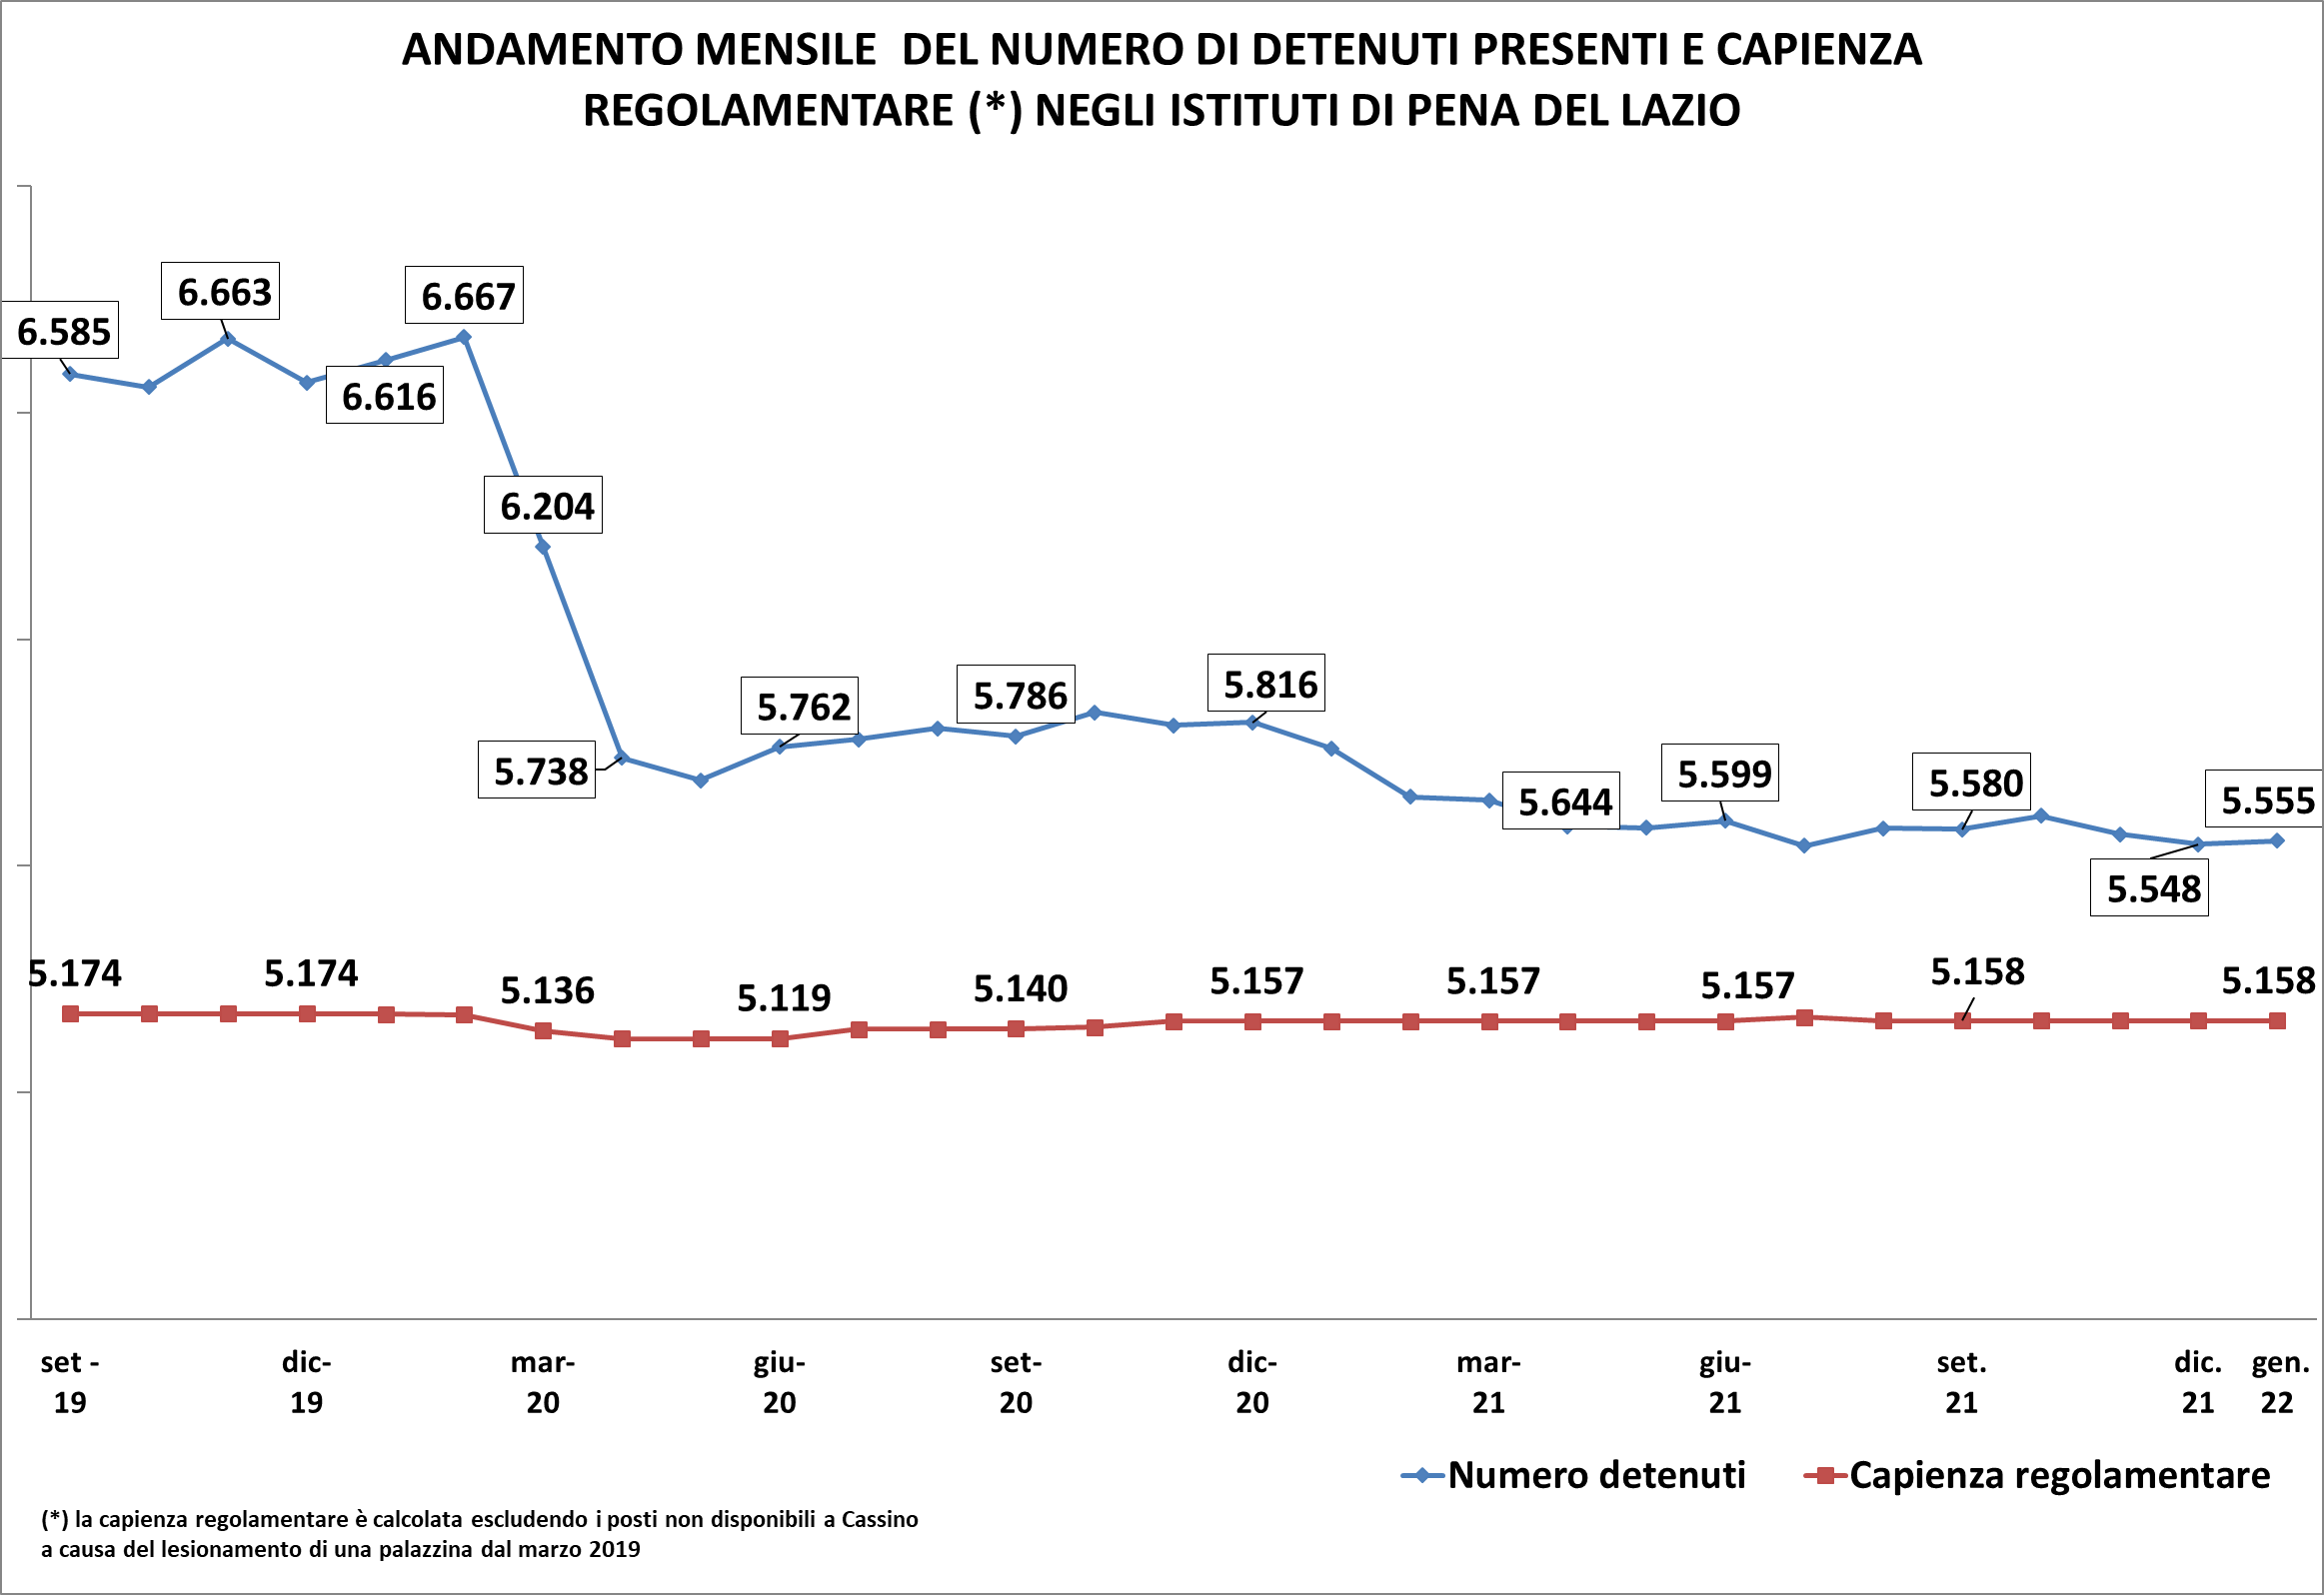 ANDAMENTO MENSILE  DEL NUMERO DI DETENUTI PRESENTI E CAPIENZA
REGOLAMENTARE (*) NEGLI ISTITUTI DI PENA DEL LAZIO
6.585
6.663
6.616
6.667
6.204
5.738
5.762
5.786
5.816
5.644
5.599
5.580
5.548
5.555
5.174
5.174
5.136
5.119
5.140
5.157
5.157
5.157
5.158
5.158
set -
19
dic-
19
mar-
20
giu-
20
set-
20
dic-
20
mar-
21
giu-
21
set.
21
dic.
21
gen.
22
Numero detenuti
Capienza regolamentare
(*) la capienza regolamentare è calcolata escludendo i posti non disponibili a Cassino
a causa del lesionamento di una palazzina dal marzo 2019